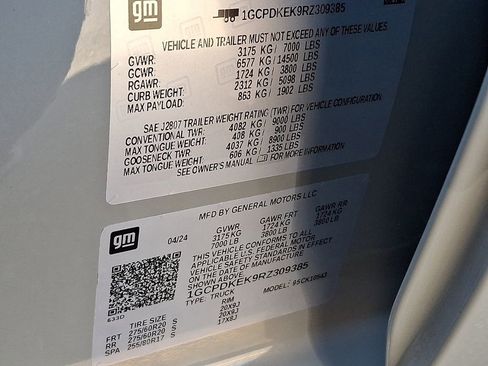 gm
1GCPDKEK9RZ309385
VEHICLE AND TRAILER MUST NOT EXCEED ANY OF THESE VALUES
GVWR: 3175 KG / 7000 LBS
GCWR: 6577 KG / 14500 LBS
RGAWR: 1724 KG / 3800 LBS
CURB WEIGHT: 2312 KG / 5098 LBS
MAX PAYLOAD: 863 KG / 1902 LBS
SAE J2807 TRAILER WEIGHT RATING (TWR) FOR VEHICLE CONFIGURATION
CONVENTIONAL TWR: 4082 KG / 9000 LBS
MAX TONGUE WEIGHT: 408 KG / 900 LBS
GOOSENECK TWR 4037 KG / 8900 LBS
MAX TONGUE WEIGHT: 606 KG / 1335 LBS
SEE OWNER'S MANUAL FOR MORE INFORMATION
gm
04/24
MFD BY GENERAL MOTORS LLC
GVWR GAWR FRT GAWR RR
3175 KG 1724 KG 1724 KG
7000 LB 3800 LB 3800 LB
THIS VEHICLE CONFORMS TO ALL
APPLICABLE U.S. FEDERAL MOTOR
VEHICLE SAFETY STANDARDS IN EFFECT
ON THE DATE OF MANUFACTURE
1GCPDKEK9RZ309385
TYPE: TRUCK MODEL:
633D
TIRE SIZE RIM
FRT 275/60R20 S 20X9J
RR 275/60R20 S 20X9J
SPA 255/80R17 S 17X8J